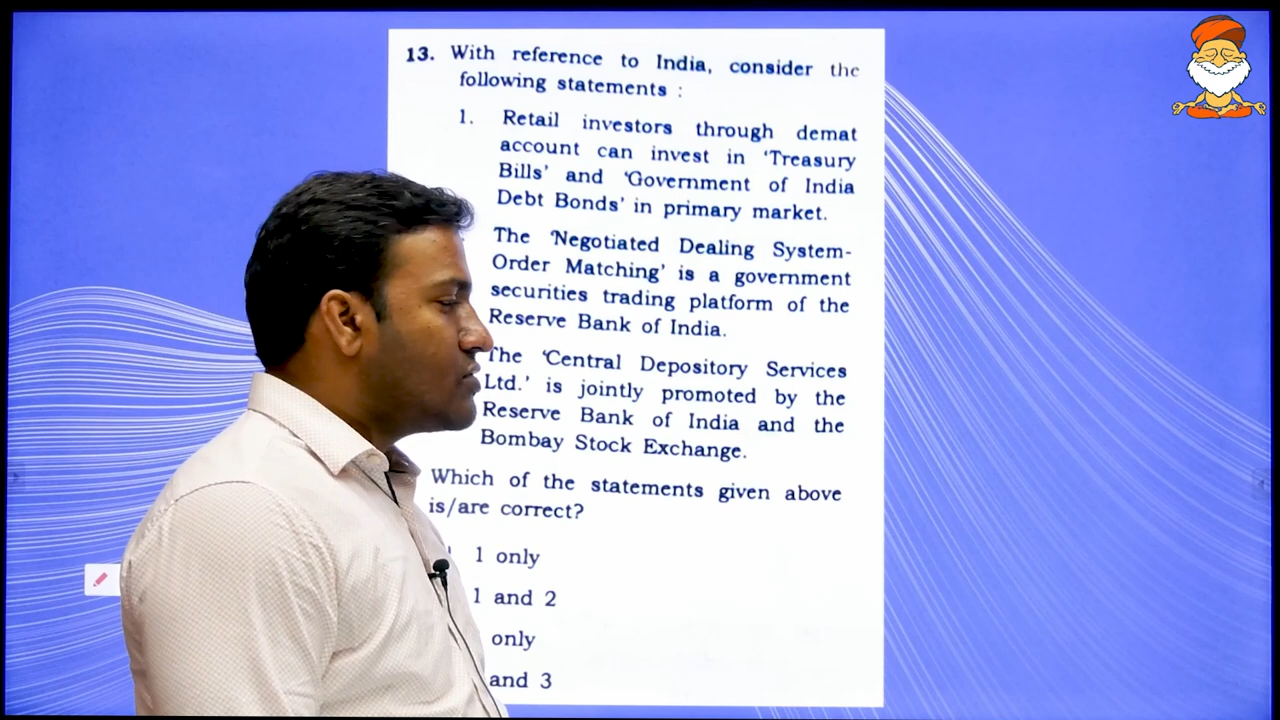 13. With reference to India, consider the
following statements :
1. Retail investors through demat
account can invest in ‘Treasury
Bills’ and ‘Government of India
Debt Bonds’ in primary market.
The ‘Negotiated Dealing System-
Order Matching’ is a government
securities trading platform of the
Reserve Bank of India.
The ‘Central Depository Services
Ltd.’ is jointly promoted by the
Reserve Bank of India and the
Bombay Stock Exchange.
Which of the statements given above
is/are correct?
1 only
1 and 2
only
and 3